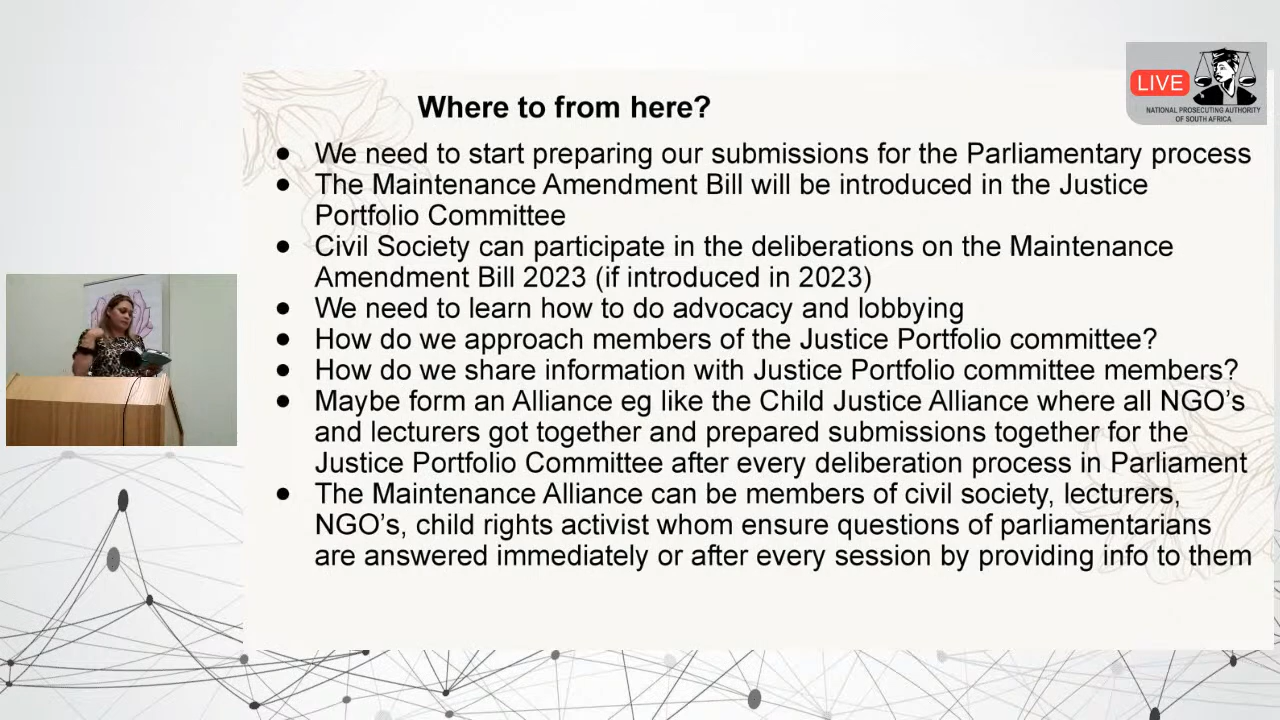 LIVE
NATIONAL PROSECUTING AUTHORITY
OF SOUTH AFRICA
Where to from here?
● We need to start preparing our submissions for the Parliamentary process
● The Maintenance Amendment Bill will be introduced in the Justice
Portfolio Committee
● Civil Society can participate in the deliberations on the Maintenance
Amendment Bill 2023 (if introduced in 2023)
● We need to learn how to do advocacy and lobbying
● How do we approach members of the Justice Portfolio committee?
● How do we share information with Justice Portfolio committee members?
● Maybe form an Alliance eg like the Child Justice Alliance where all NGO’s
and lecturers got together and prepared submissions together for the
Justice Portfolio Committee after every deliberation process in Parliament
● The Maintenance Alliance can be members of civil society, lecturers,
NGO’s, child rights activist whom ensure questions of parliamentarians
are answered immediately or after every session by providing info to them